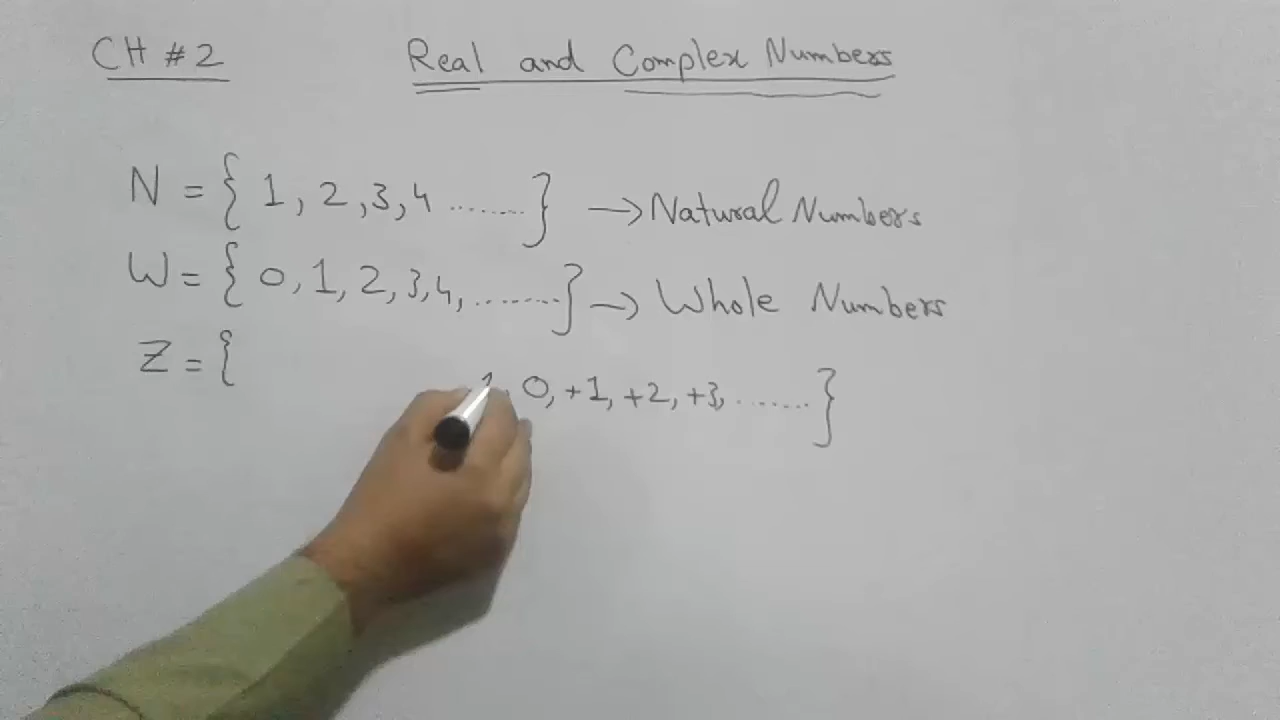 CH # 2 Real and Complex Numbers
N = { 1, 2, 3, 4 ........ } → Natural Numbers
W = { 0, 1, 2, 3, 4, ........ } → Whole Numbers
Z = { 1, 0, +1, +2, +3, ....... }